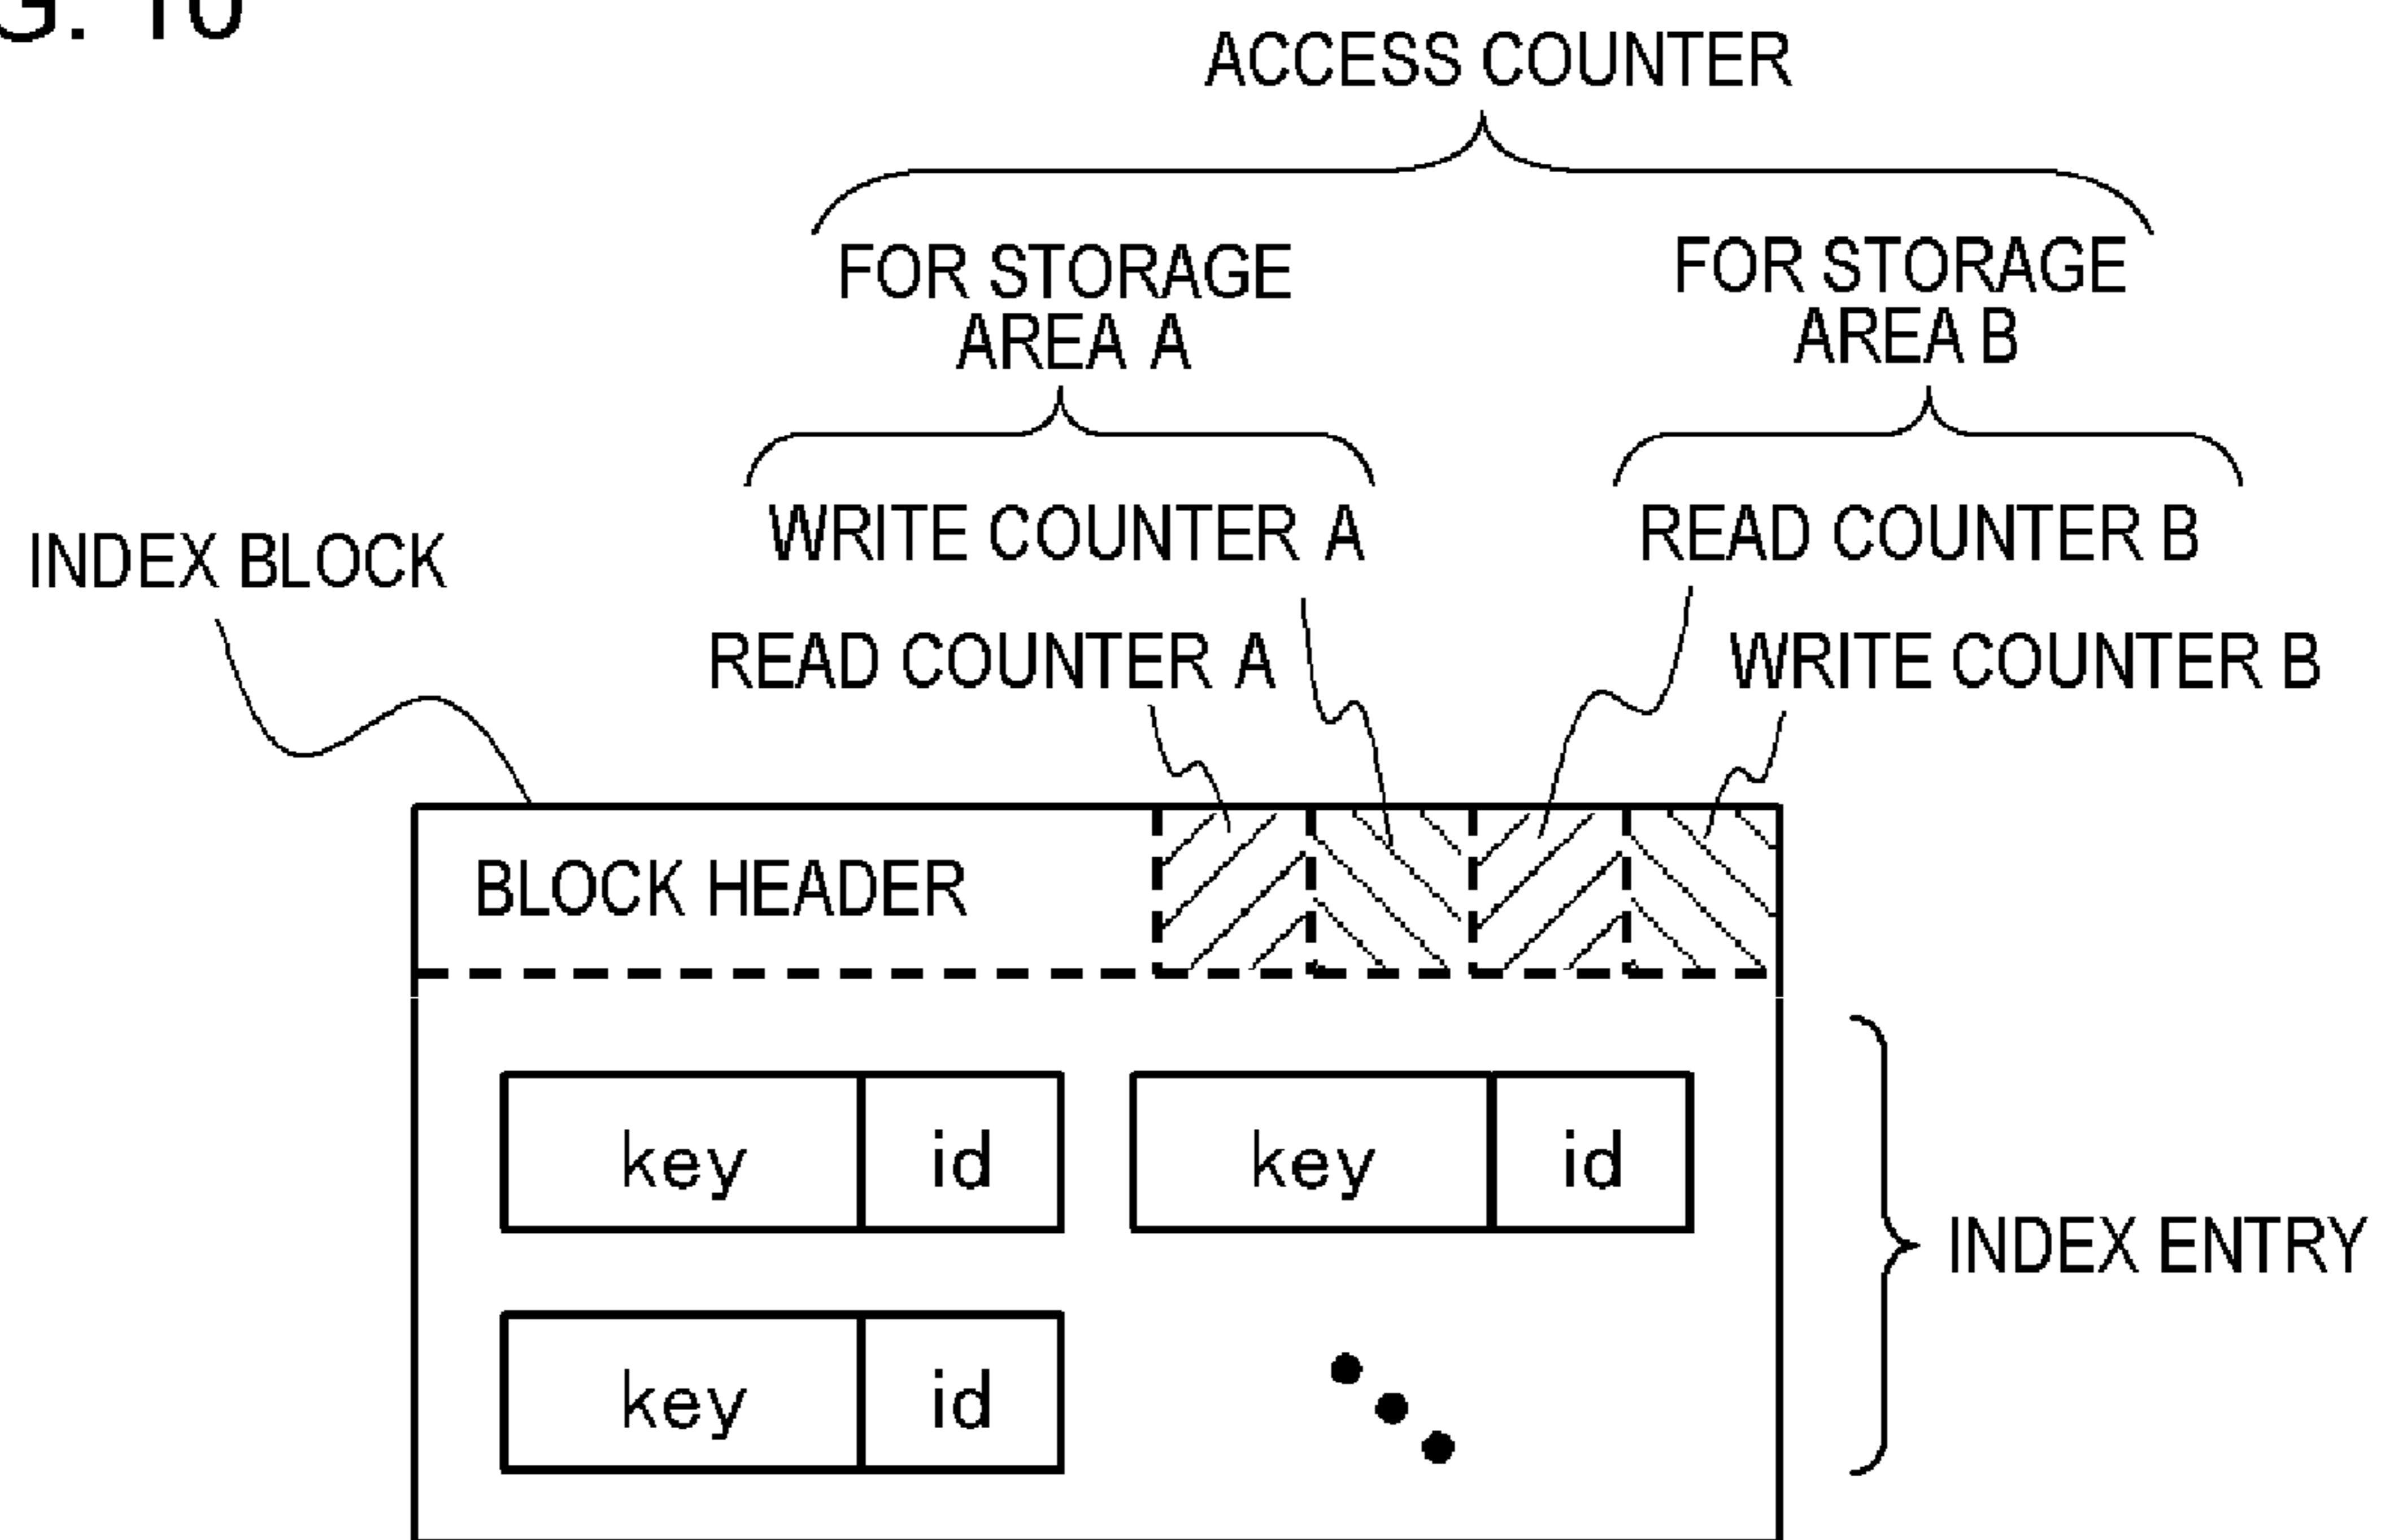 ACCESS COUNTER
FOR STORAGE
AREA A
FOR STORAGE
AREA B
WRITE COUNTER A
READ COUNTER B
INDEX BLOCK
READ COUNTER A
WRITE COUNTER B
BLOCK HEADER
key id key id
INDEX ENTRY
key id